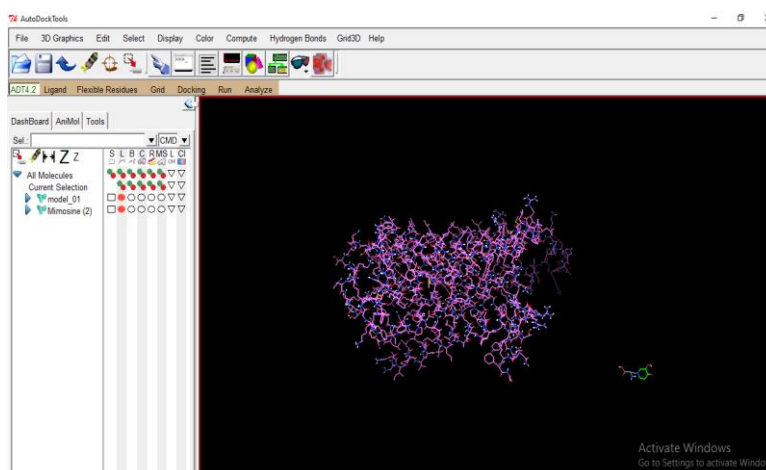 AutoDockTools
File 3D Graphics Edit Select Display Color Compute Hydrogen Bonds Grid3D Help
ADT4.2 Ligand Flexible Residues Grid Docking Run Analyze
DashBoard AniMol Tools
Sel.: CMD
Z z S L B C R MS L Cl
All Molecules
Current Selection
model_01
Mimosine (2)
Activate Windows
Go to Settings to activate Windo